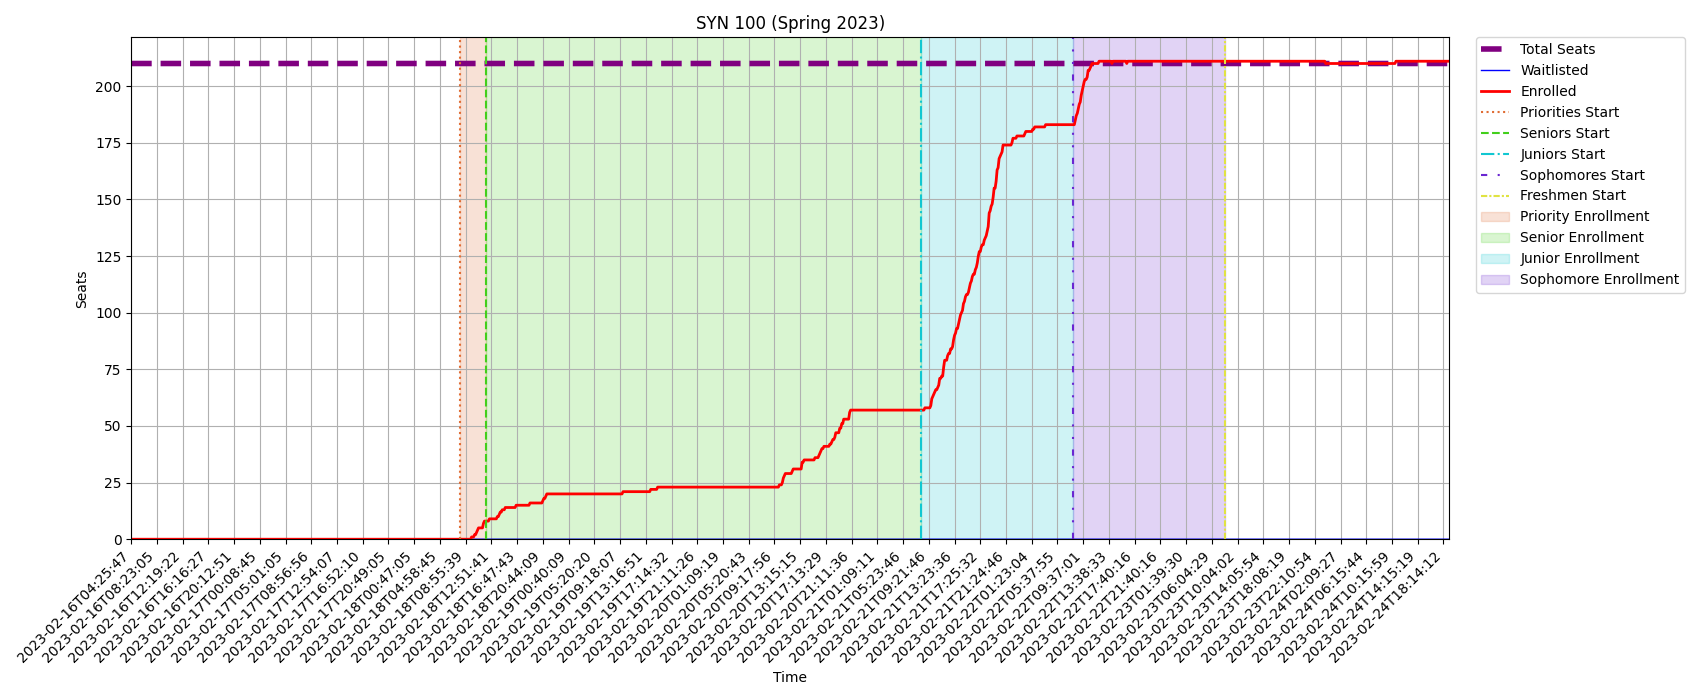 SYN 100 (Spring 2023)
Seats
200
175
150
125
100
75
50
25
0
2023-02-16T04:25:47
2023-02-16T08:23:05
2023-02-16T12:19:22
2023-02-16T16:16:27
2023-02-16T20:12:51
2023-02-17T00:08:45
2023-02-17T05:01:05
2023-02-17T08:56:56
2023-02-17T12:54:07
2023-02-17T16:52:10
2023-02-17T20:49:05
2023-02-18T00:47:05
2023-02-18T04:58:45
2023-02-18T08:55:39
2023-02-18T12:51:41
2023-02-18T16:47:43
2023-02-18T20:44:09
2023-02-19T00:40:09
2023-02-19T05:20:20
2023-02-19T09:18:07
2023-02-19T13:16:51
2023-02-19T17:14:32
2023-02-19T21:11:26
2023-02-20T01:09:19
2023-02-20T05:20:43
2023-02-20T09:17:56
2023-02-20T13:15:15
2023-02-20T17:13:29
2023-02-20T21:11:36
2023-02-21T01:09:11
2023-02-21T05:23:46
2023-02-21T09:21:46
2023-02-21T13:23:36
2023-02-21T17:25:32
2023-02-21T21:24:46
2023-02-22T01:23:04
2023-02-22T05:37:55
2023-02-22T09:37:01
2023-02-22T13:38:33
2023-02-22T17:40:16
2023-02-22T21:40:16
2023-02-23T01:39:30
2023-02-23T06:04:29
2023-02-23T10:04:02
2023-02-23T14:05:54
2023-02-23T18:08:19
2023-02-23T22:10:54
2023-02-24T02:09:27
2023-02-24T06:15:44
2023-02-24T10:15:59
2023-02-24T14:15:19
2023-02-24T18:14:12
Time
Total Seats
Waitlisted
Enrolled
Priorities Start
Seniors Start
Juniors Start
Sophomores Start
Freshmen Start
Priority Enrollment
Senior Enrollment
Junior Enrollment
Sophomore Enrollment